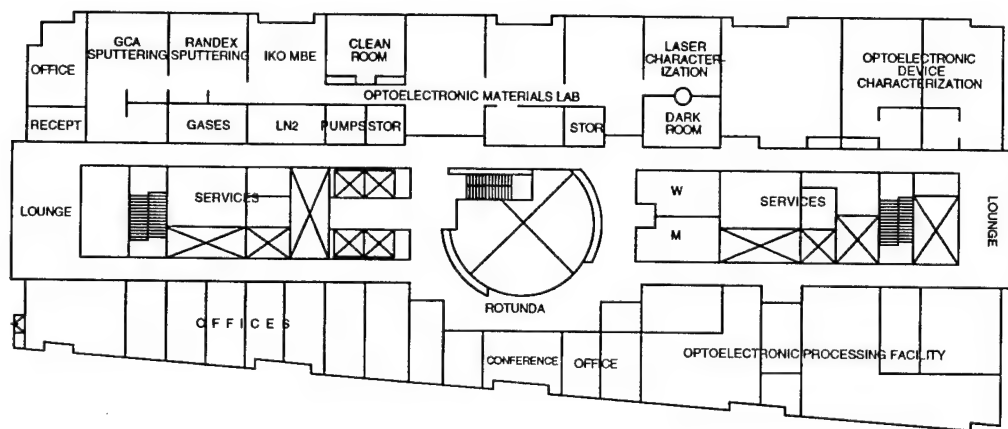 GCA
SPUTTERING
RANDEX
SPUTTERING
IKO MBE
CLEAN
ROOM
LASER
CHARACTER-
IZATION
OPTOELECTRONIC
DEVICE
CHARACTERIZATION
OFFICE
OPTOELECTRONIC MATERIALS LAB
RECEPT
GASES
LN2
PUMPS
STOR
STOR
DARK
ROOM
LOUNGE
SERVICES
W
M
SERVICES
LOUNGE
ROTUNDA
OFFICES
CONFERENCE
OFFICE
OPTOELECTRONIC PROCESSING FACILITY